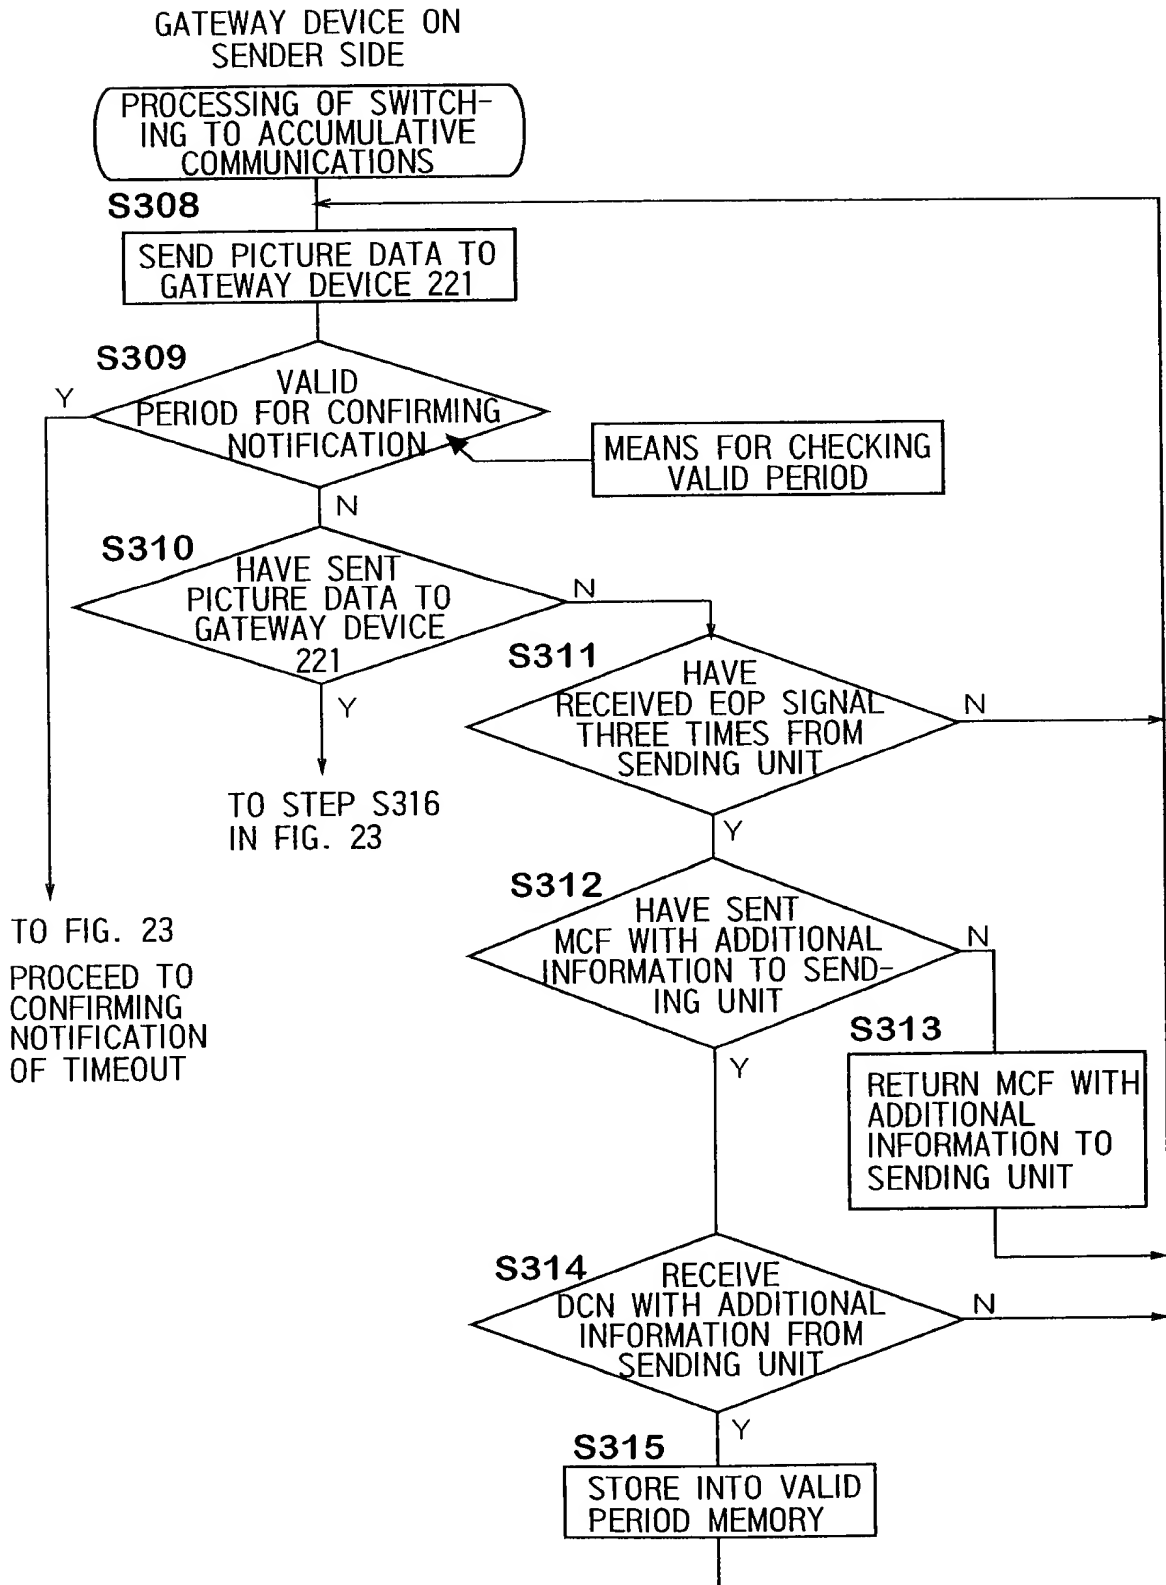 GATEWAY DEVICE ON
SENDER SIDE
PROCESSING OF SWITCH-
ING TO ACCUMULATIVE
COMMUNICATIONS
S308
SEND PICTURE DATA TO
GATEWAY DEVICE 221
S309
Y
VALID
PERIOD FOR CONFIRMING
NOTIFICATION
MEANS FOR CHECKING
VALID PERIOD
N
S310
HAVE SENT
PICTURE DATA TO
GATEWAY DEVICE
221
N
Y
TO STEP S316
IN FIG. 23
S311
HAVE
RECEIVED EOP SIGNAL
THREE TIMES FROM
SENDING UNIT
N
Y
TO FIG. 23
PROCEED TO
CONFIRMING
NOTIFICATION
OF TIMEOUT
S312
HAVE SENT
MCF WITH ADDITIONAL
INFORMATION TO SEND-
ING UNIT
N
Y
S313
RETURN MCF WITH
ADDITIONAL
INFORMATION TO
SENDING UNIT
S314
RECEIVE
DCN WITH ADDITIONAL
INFORMATION FROM
SENDING UNIT
N
Y
S315
STORE INTO VALID
PERIOD MEMORY